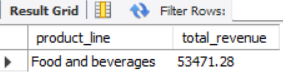 Result Grid Filter Rows:
product_line total_revenue
Food and beverages 53471.28